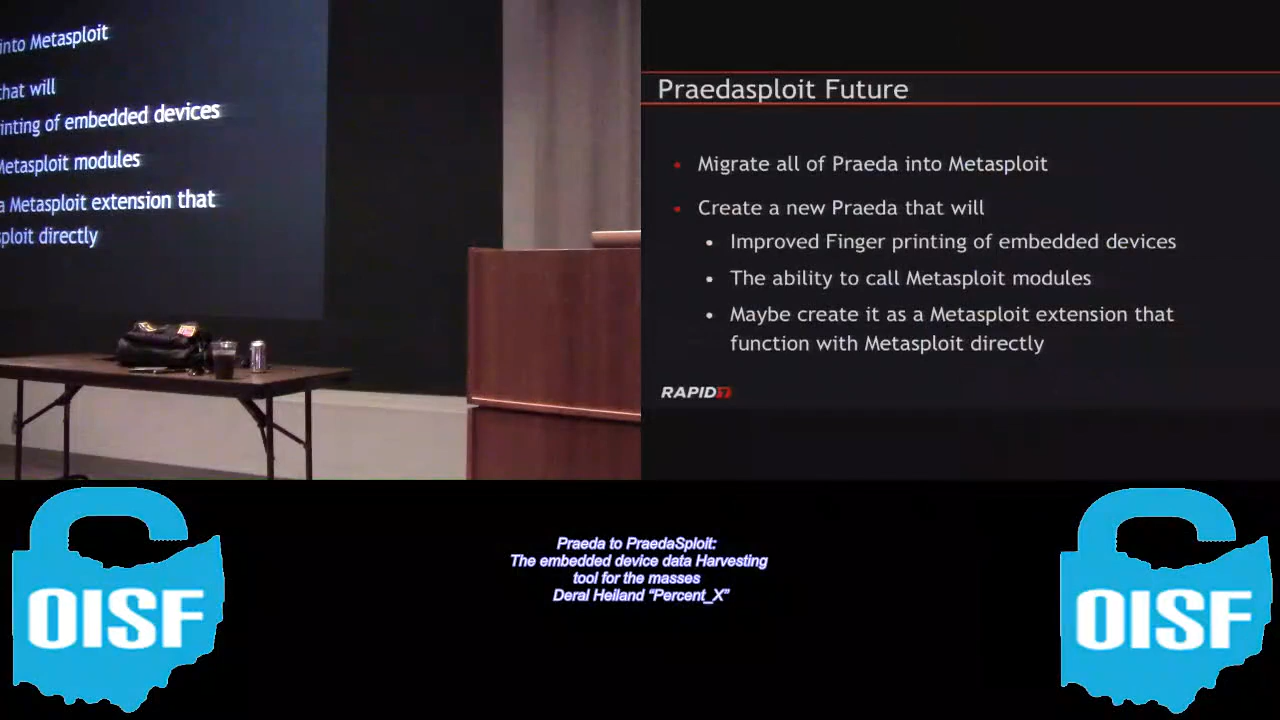 into Metasploit
that will
inting of embedded devices
Metasploit modules
a Metasploit extension that
sploit directly
Praedasploit Future
• Migrate all of Praeda into Metasploit
• Create a new Praeda that will
• Improved Finger printing of embedded devices
• The ability to call Metasploit modules
• Maybe create it as a Metasploit extension that
function with Metasploit directly
RAPID7
OISF
Praeda to PraedaSploit:
The embedded device data Harvesting
tool for the masses
Deral Heiland “Percent_X”
OISF